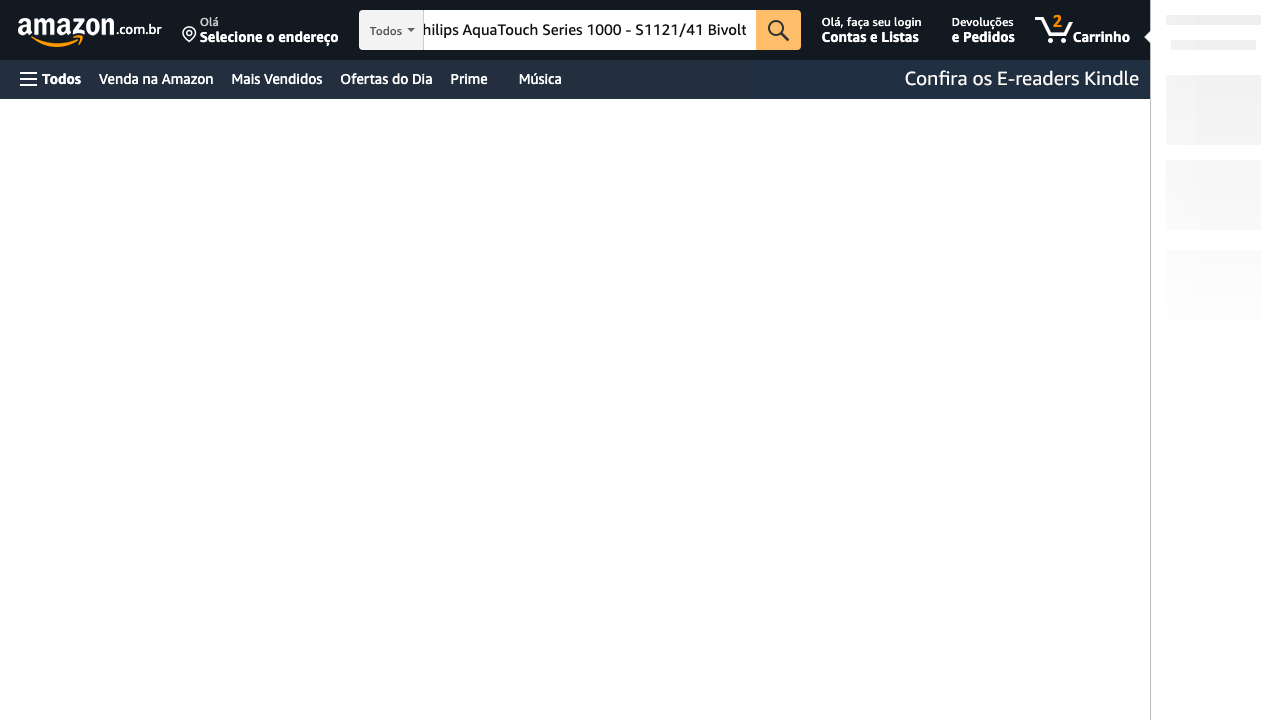 amazon.com.br
Olá
Selecione o endereço
Todos
hilips AquaTouch Series 1000 - S1121/41 Bivolt
Olá, faça seu login
Contas e Listas
Devoluções
e Pedidos
2
Carrinho
Todos
Venda na Amazon
Mais Vendidos
Ofertas do Dia
Prime
Música
Confira os E-readers Kindle